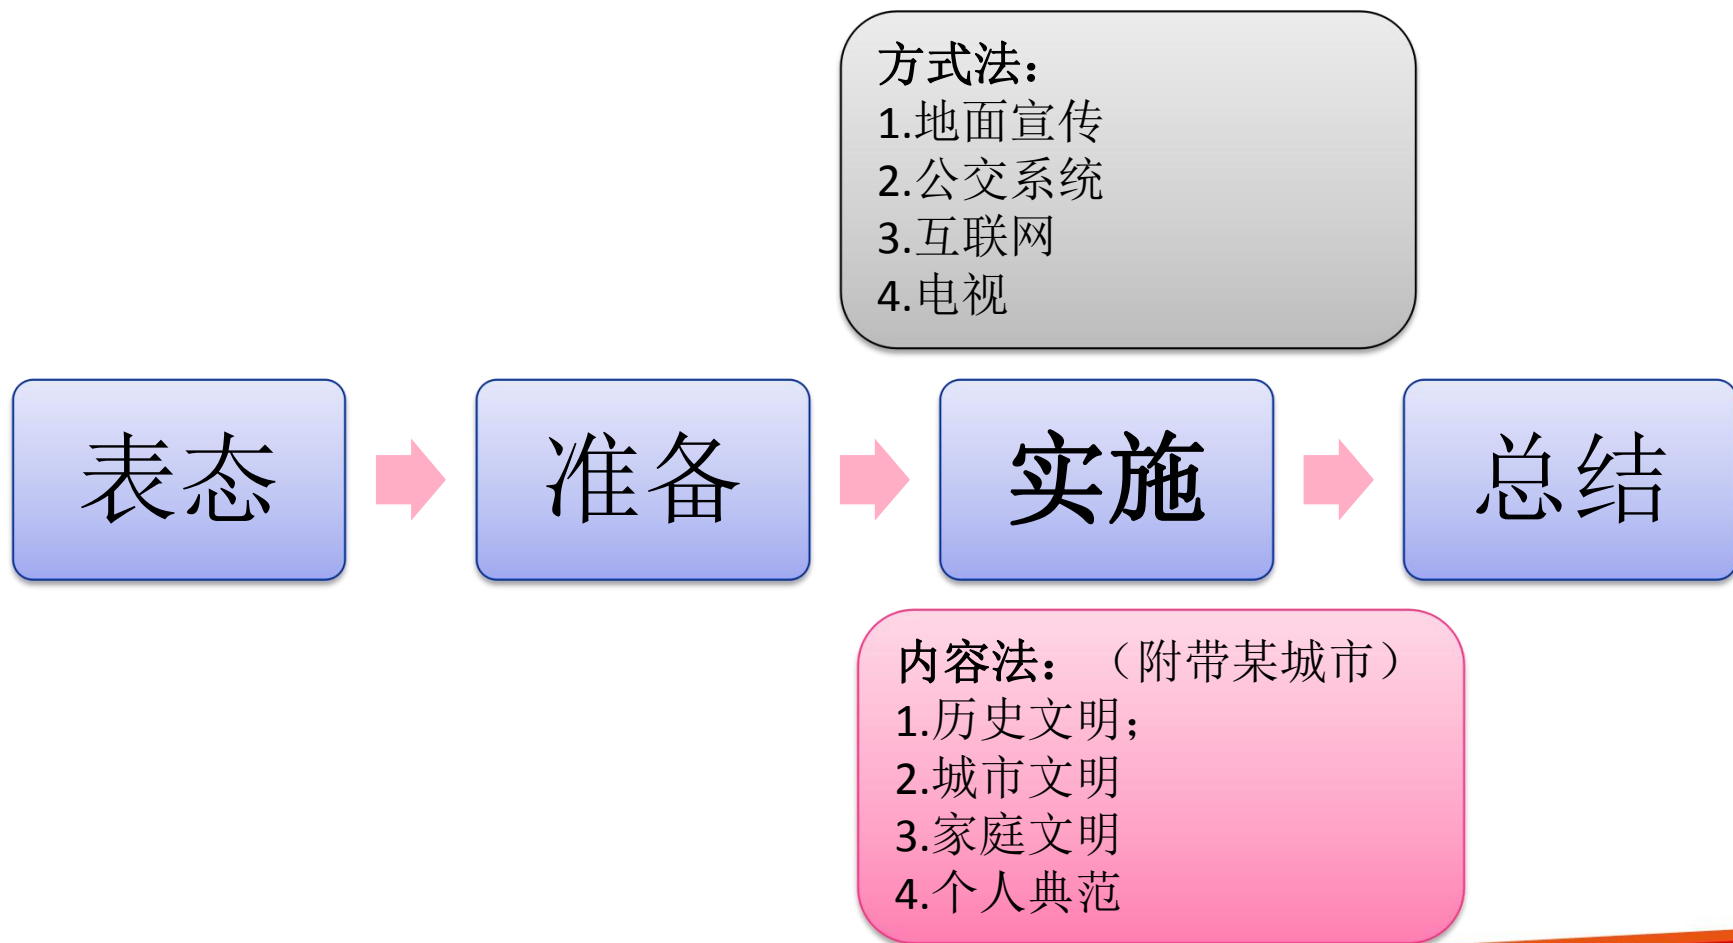 方式法：
1.地面宣传
2.公交系统
3.互联网
4.电视
表态
准备
实施
总结
内容法：（附带某城市）
1.历史文明；
2.城市文明
3.家庭文明
4.个人典范